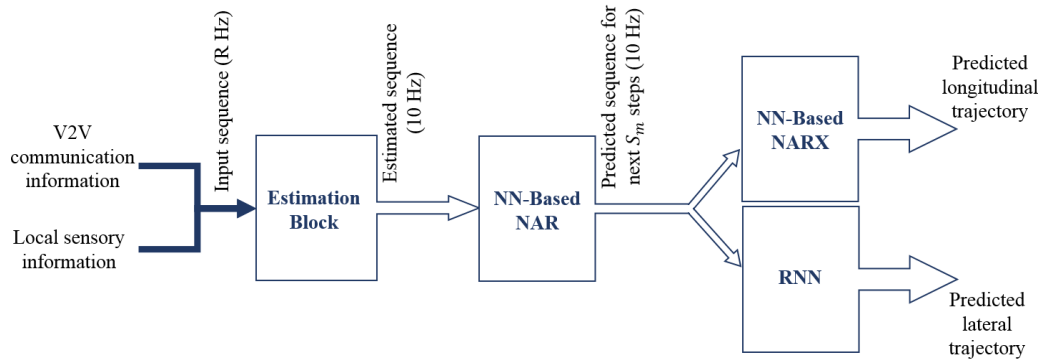 V2V
communication
information
Local sensory
information
Input sequence (R Hz)
Estimation
Block
Estimated sequence
(10 Hz)
NN-Based
NAR
Predicted sequence for
next S_m steps (10 Hz)
NN-Based
NARX
RNN
Predicted
longitudinal
trajectory
Predicted
lateral
trajectory